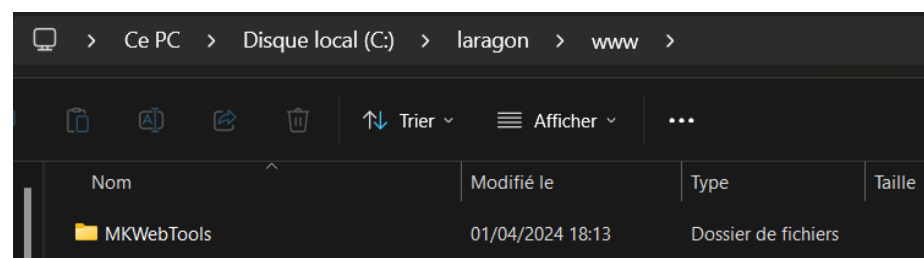 Ce PC > Disque local (C:) > laragon > www >
Trier Afficher
Nom Modifié le Type Taille
MKWebTools 01/04/2024 18:13 Dossier de fichiers